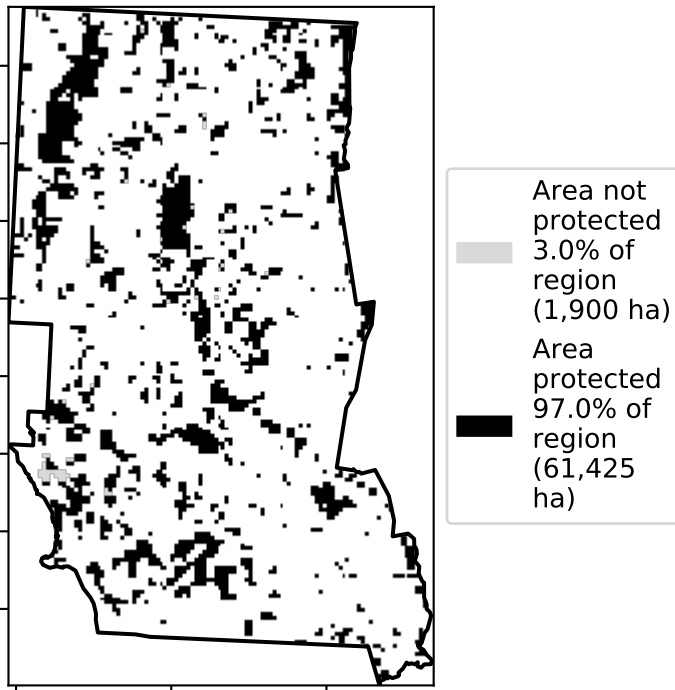 Area not
protected
3.0% of
region
(1,900 ha)
Area
protected
97.0% of
region
(61,425
ha)